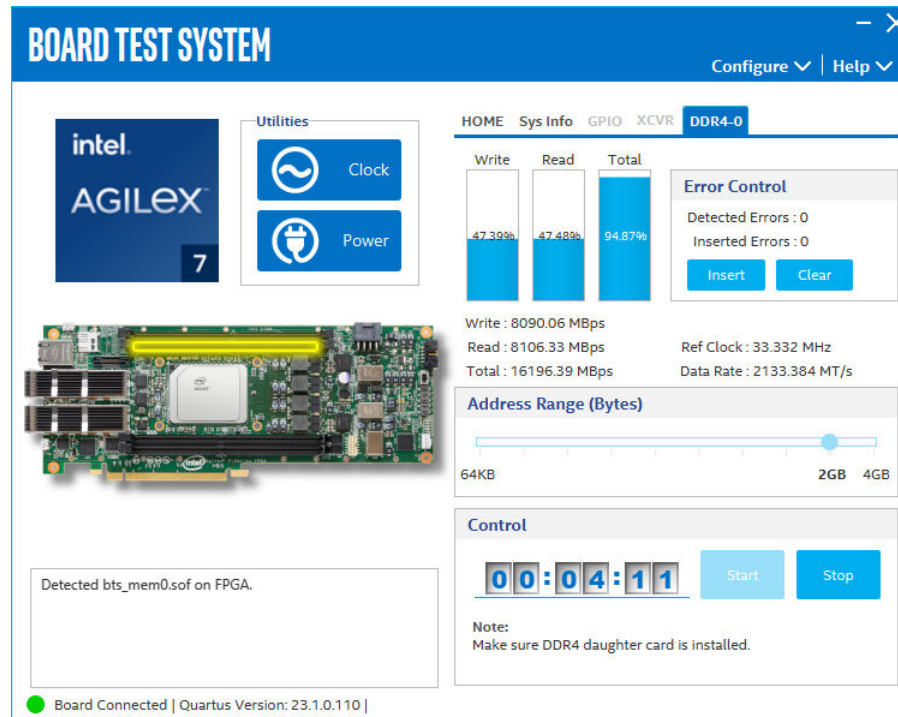 BOARD TEST SYSTEM
Configure | Help
intel.
AGILEX™
7
Utilities
Clock
Power
HOME Sys Info GPIO XCVR DDR4-0
Write Read Total
47.39% 47.48% 94.87%
Error Control
Detected Errors : 0
Inserted Errors : 0
Insert Clear
Write : 8090.06 MBps
Read : 8106.33 MBps
Total : 16196.39 MBps
Ref Clock : 33.332 MHz
Data Rate : 2133.384 MT/s
Address Range (Bytes)
64KB 2GB 4GB
Control
00:04:11
Start Stop
Note:
Make sure DDR4 daughter card is installed.
Detected bts_mem0.sof on FPGA.
Board Connected | Quartus Version: 23.1.0.110 |